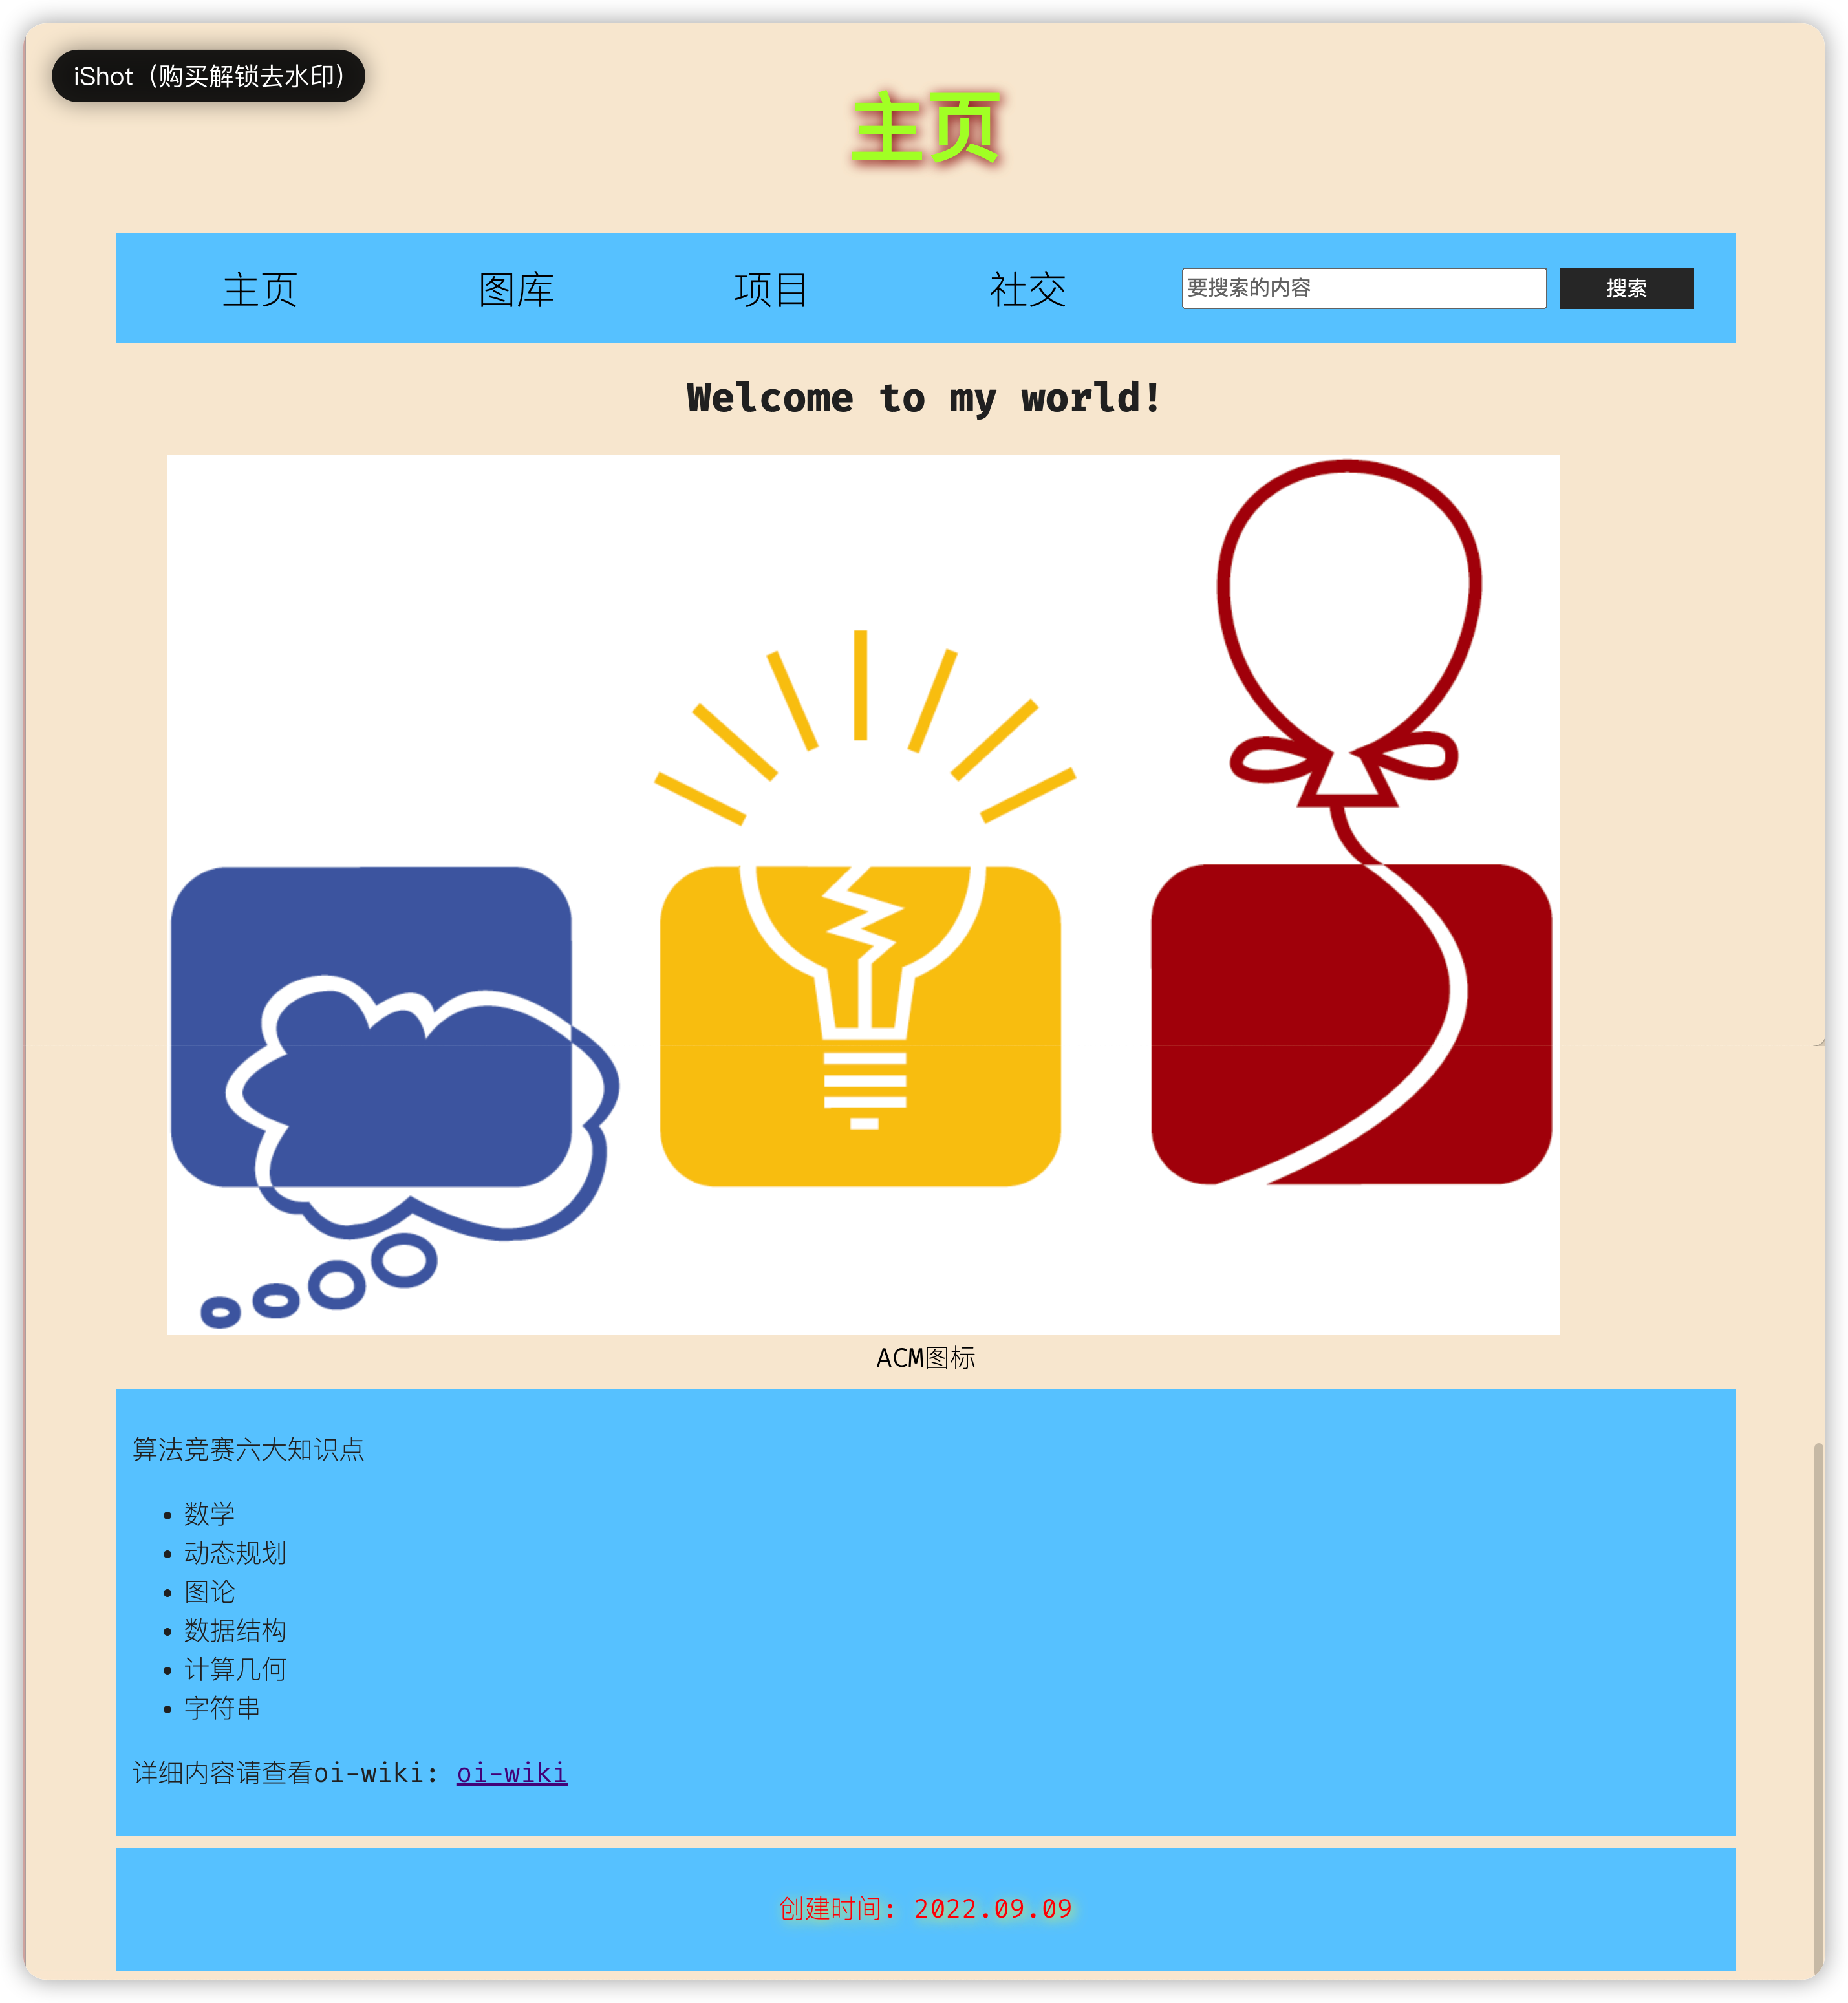 iShot（购买解锁去水印）
主页
主页 图库 项目 社交 要搜索的内容 搜索
Welcome to my world!
ACM图标
算法竞赛六大知识点
• 数学
• 动态规划
• 图论
• 数据结构
• 计算几何
• 字符串
详细内容请查看oi-wiki: oi-wiki
创建时间: 2022.09.09